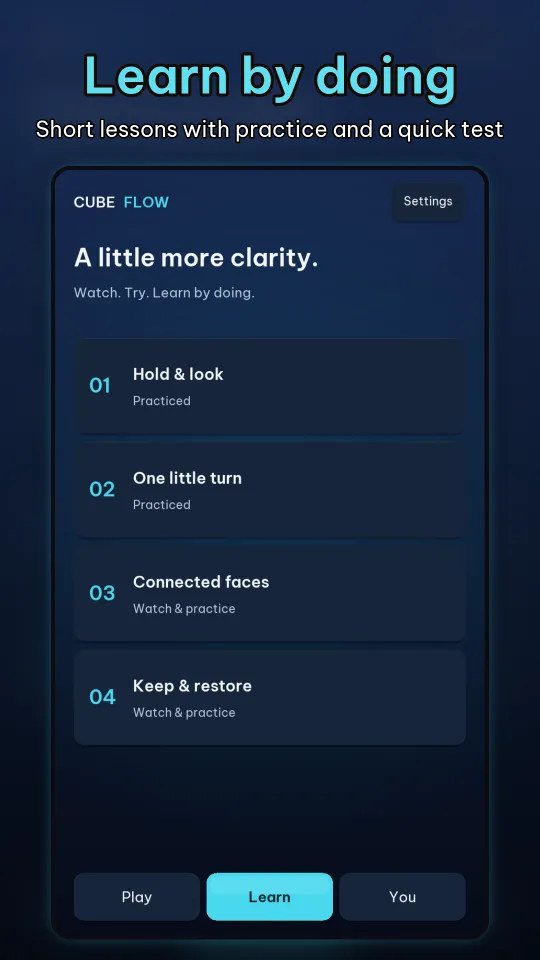 Learn by doing
Short lessons with practice and a quick test
CUBE FLOW
Settings
A little more clarity.
Watch. Try. Learn by doing.
01
Hold & look
Practiced
02
One little turn
Practiced
03
Connected faces
Watch & practice
04
Keep & restore
Watch & practice
Play
Learn
You